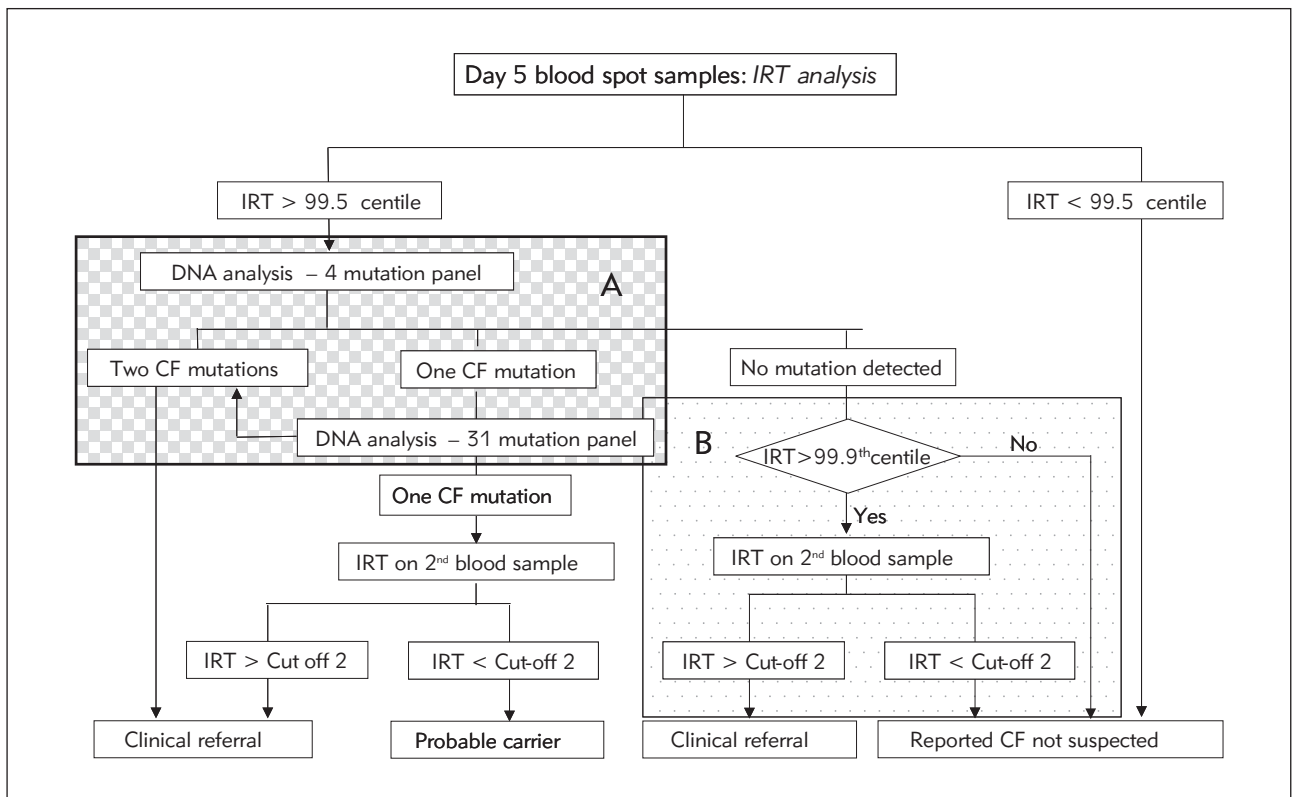 Day 5 blood spot samples: IRT analysis
IRT > 99.5 centile
IRT < 99.5 centile
DNA analysis – 4 mutation panel
A
Two CF mutations
One CF mutation
No mutation detected
DNA analysis – 31 mutation panel
B
IRT>99.9th centile
No
One CF mutation
Yes
IRT on 2nd blood sample
IRT on 2nd blood sample
IRT > Cut off 2
IRT < Cut-off 2
IRT > Cut-off 2
IRT < Cut-off 2
Clinical referral
Probable carrier
Clinical referral
Reported CF not suspected